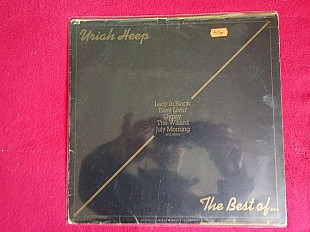 Uriah Heep
Lady In Black
Easy Livin'
Gypsy
The Wizard
July Morning
The Best of...